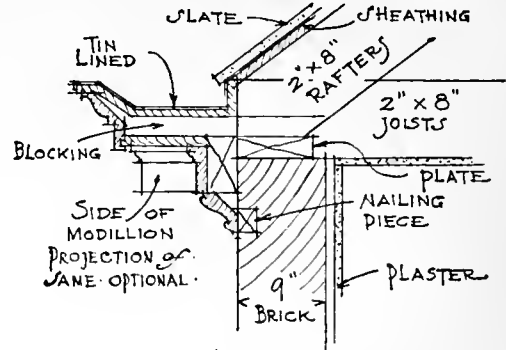 SLATE
SHEATHING
TIN
LINED
2" x 8"
RAFTERS
2" x 8"
JOISTS
BLOCKING
PLATE
NAILING
PIECE
SIDE OF
MODILLION
PROJECTION of
SAME OPTIONAL.
PLASTER
9"
BRICK